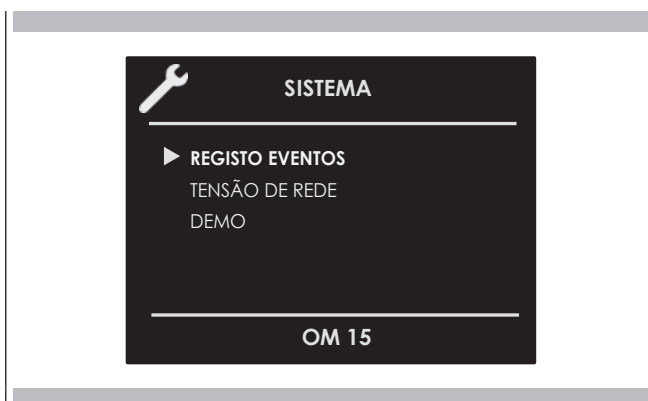 SISTEMA
REGISTO EVENTOS
TENSÃO DE REDE
DEMO
OM 15